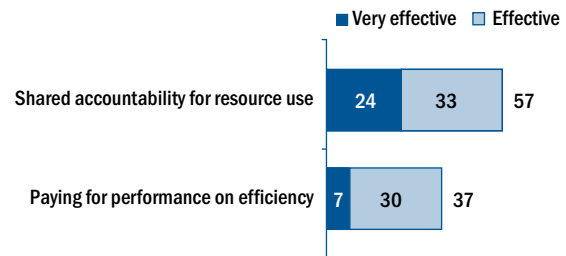 Very effective Effective
Shared accountability for resource use 24 33 57
Paying for performance on efficiency 7 30 37